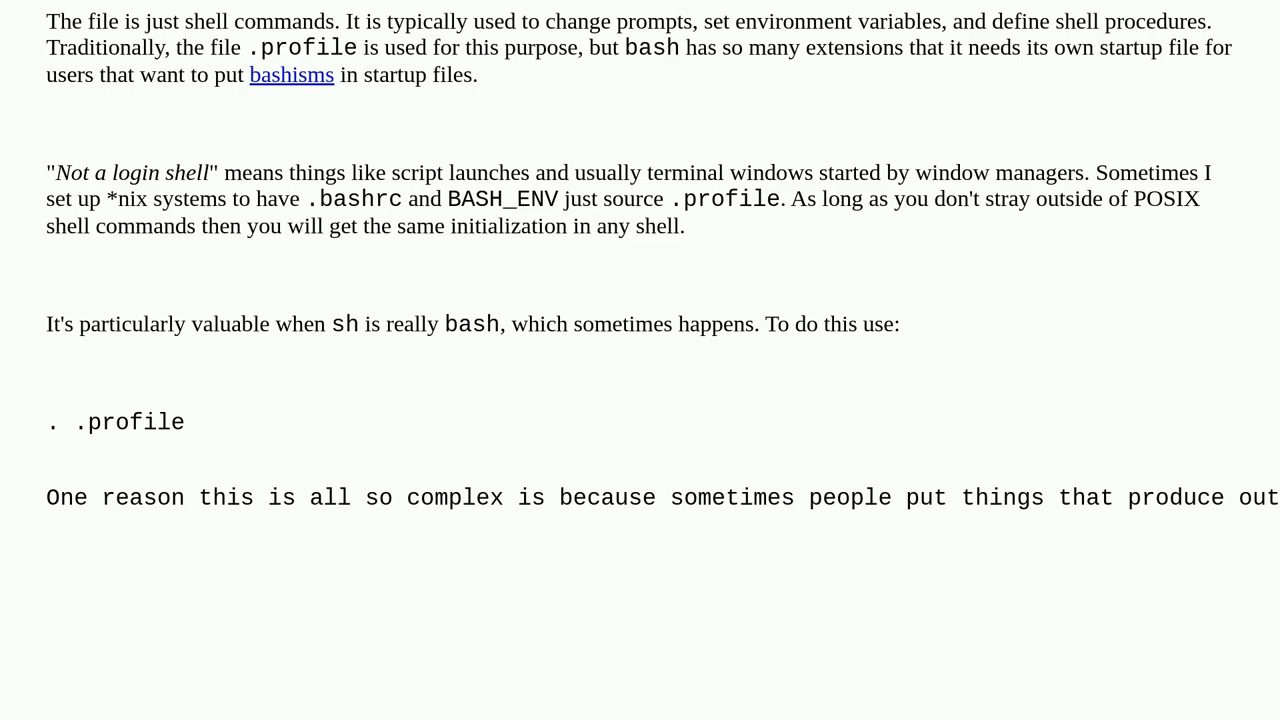 The file is just shell commands. It is typically used to change prompts, set environment variables, and define shell procedures.
Traditionally, the file .profile is used for this purpose, but bash has so many extensions that it needs its own startup file for
users that want to put bashisms in startup files.
"Not a login shell" means things like script launches and usually terminal windows started by window managers. Sometimes I
set up *nix systems to have .bashrc and BASH_ENV just source .profile. As long as you don't stray outside of POSIX
shell commands then you will get the same initialization in any shell.
It's particularly valuable when sh is really bash, which sometimes happens. To do this use:
. .profile
One reason this is all so complex is because sometimes people put things that produce out